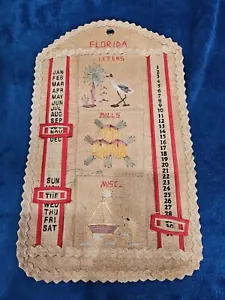 FLORIDA
LETERS
BILLS
MISC.
JAN
FEB
MAR
APR
MAY
JUN
JUL
AUG
SEP
DEC
SUN
TUE
WED
THU
FRI
SAT
1
2
3
4
5
6
7
8
9
10
11
12
13
14
15
16
17
18
19
20
21
22
23
24
25
26
27
28
30